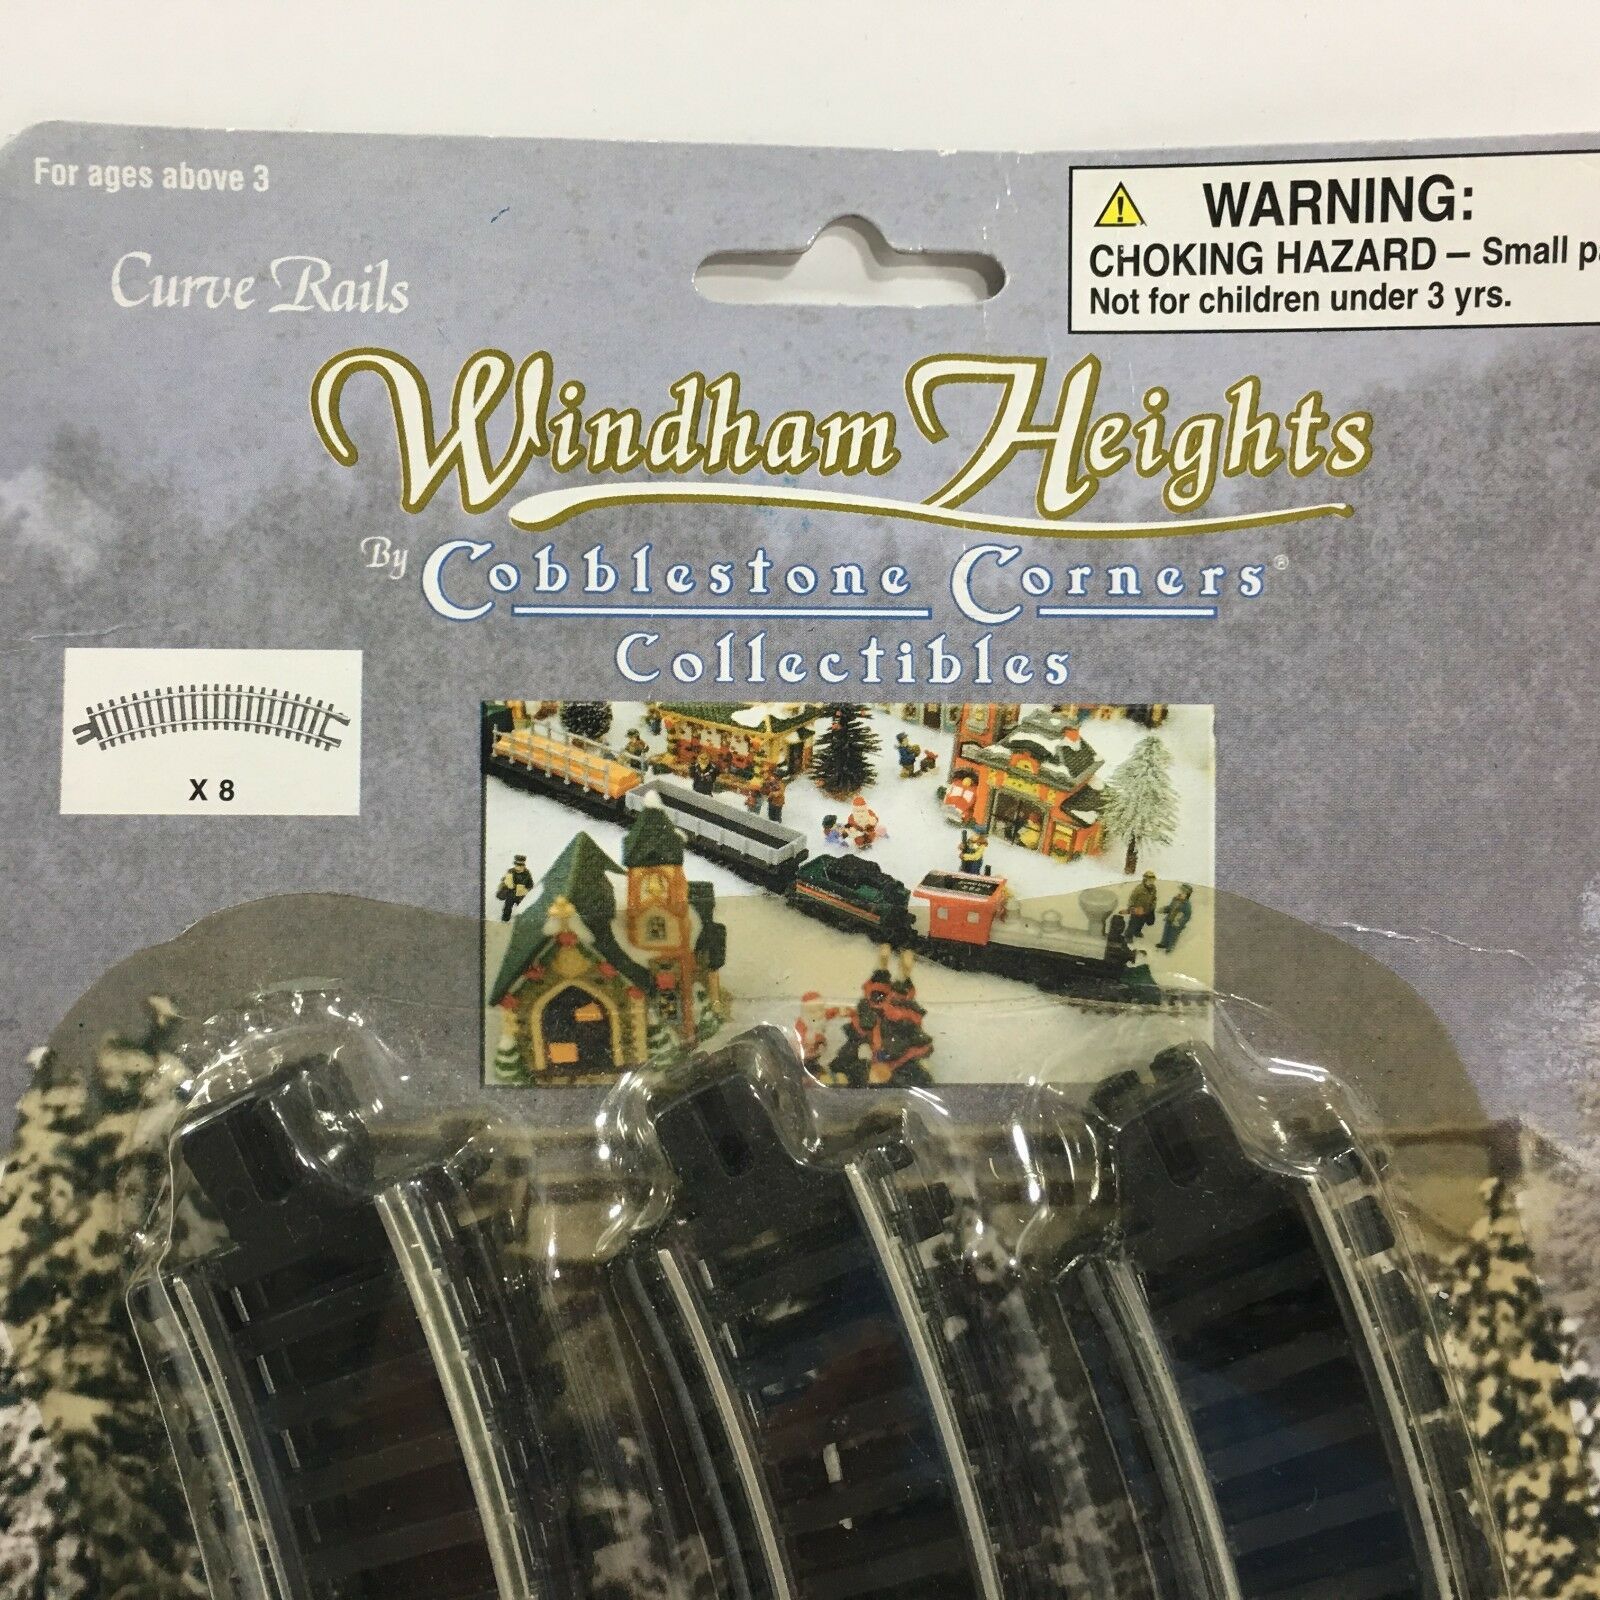 For ages above 3
WARNING:
CHOKING HAZARD – Small
Not for children under 3 yrs.
Curve Rails
Windham Heights
By Cobblestone Corners®
Collectibles
X 8